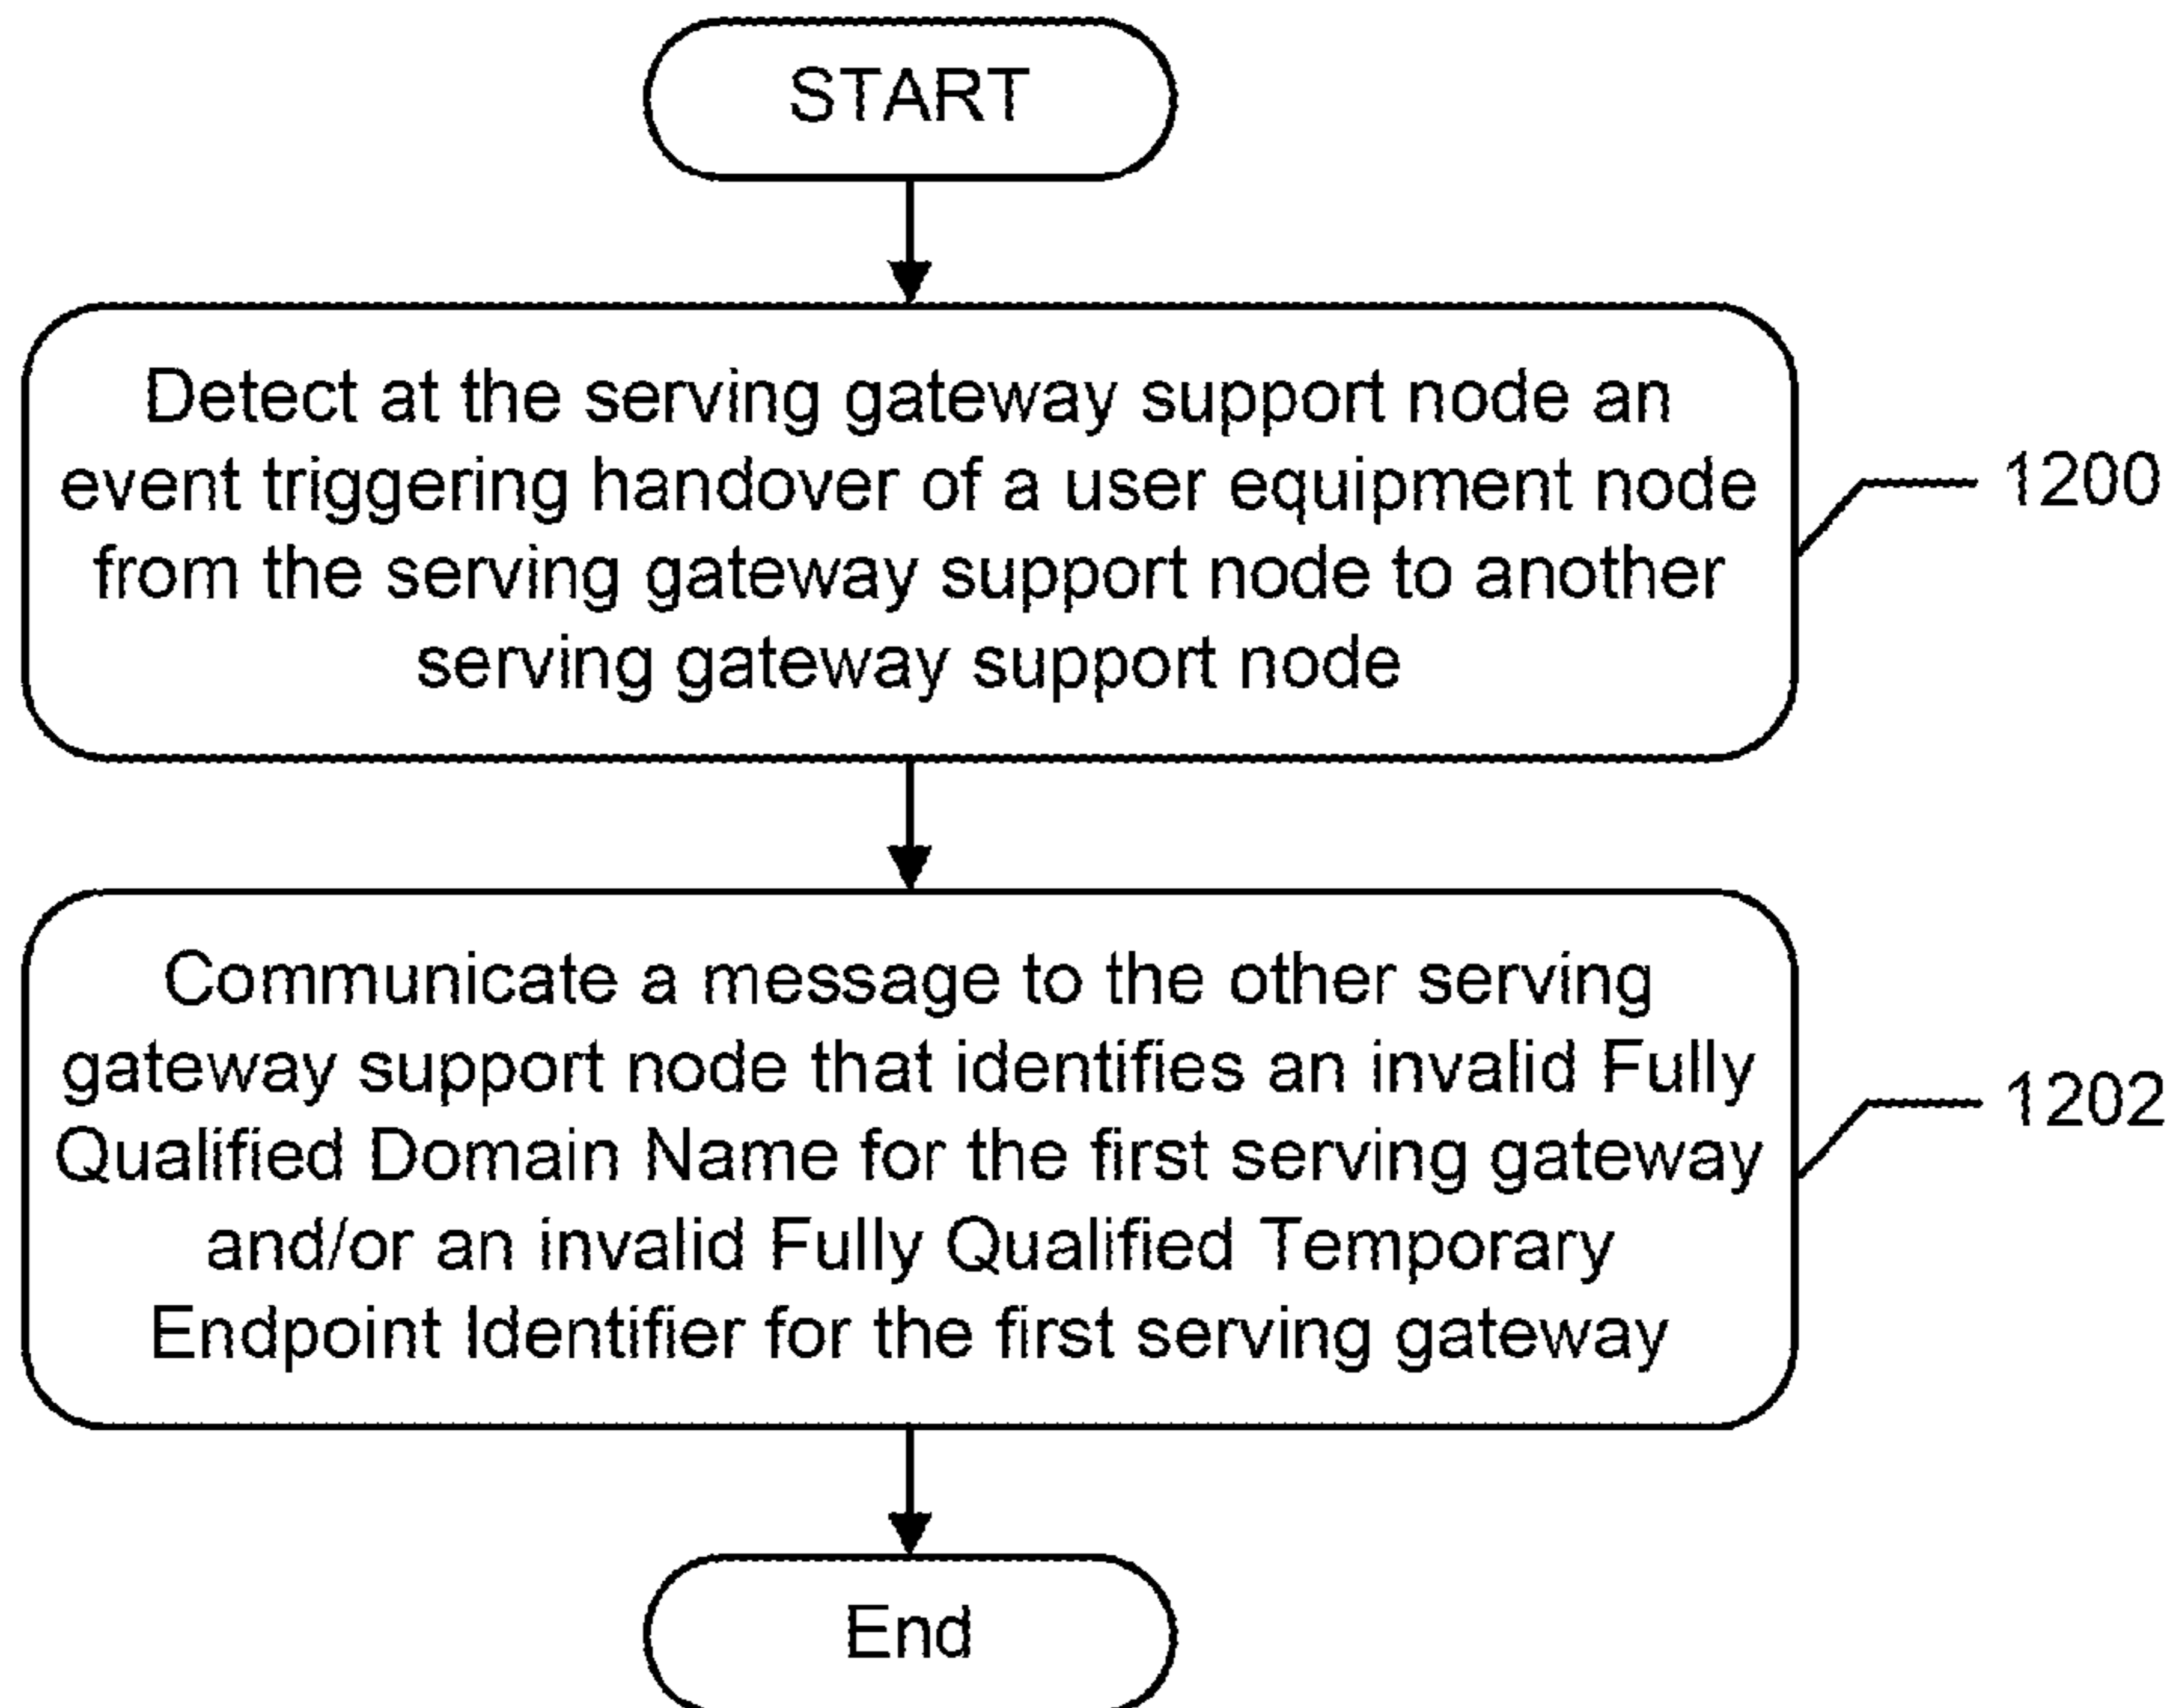 START
Detect at the serving gateway support node an
event triggering handover of a user equipment node
from the serving gateway support node to another
serving gateway support node
1200
Communicate a message to the other serving
gateway support node that identifies an invalid Fully
Qualified Domain Name for the first serving gateway
and/or an invalid Fully Qualified Temporary
Endpoint Identifier for the first serving gateway
1202
End